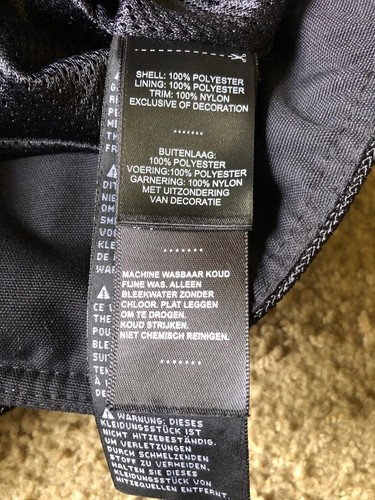 SHELL: 100% POLYESTER
LINING: 100% POLYESTER
TRIM: 100% NYLON
EXCLUSIVE OF DECORATION
.......
BUITENLAAG:
100% POLYESTER
VOERING:100% POLYESTER
GARNERING: 100% NYLON
MET UITZONDERING
VAN DECORATIE
.......
MACHINE WASBAAR KOUD
FIJNE WAS. ALLEEN
BLEEKWATER ZONDER
CHLOOR. PLAT LEGGEN
OM TE DROGEN.
KOUD STRIJKEN.
NIET CHEMISCH REINIGEN.
.......
WARNUNG: DIESES
KLEIDUNGSSTÜCK IST
NICHT HITZEBESTÄNDIG.
UM VERLETZUNGEN
DURCH SCHMELZENDEN
STOFF ZU VERMEIDEN,
HALTEN SIE DIESES
KLEIDUNGSSTÜCK VON
HITZEQUELLEN ENTFERNT.